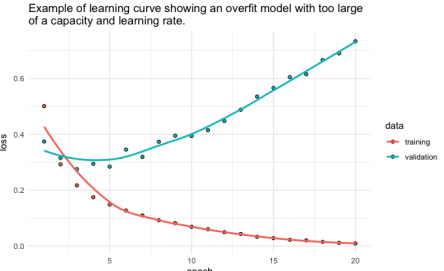 Example of learning curve showing an overfit model with too large
of a capacity and learning rate.
0.6
0.4
0.2
0.0
loss
5
10
15
20
epoch
data
training
validation